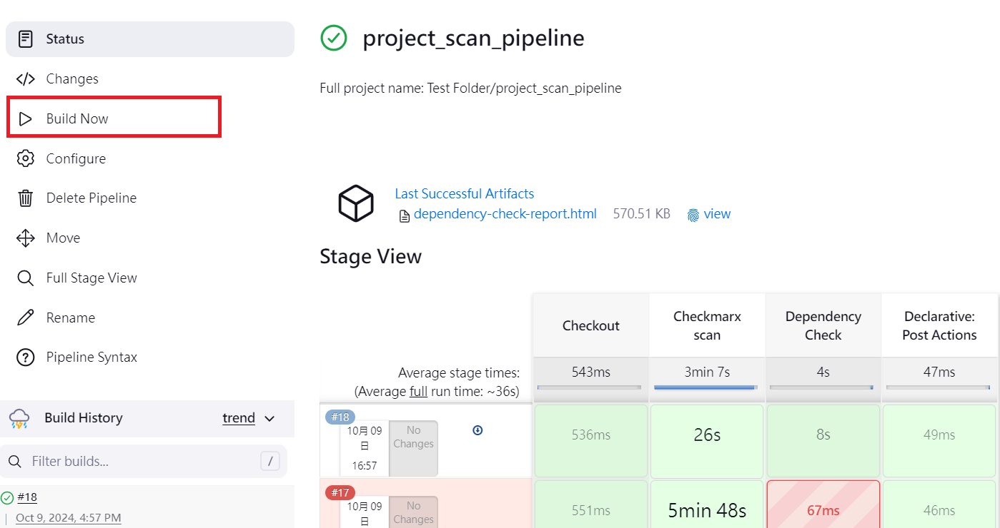 Status
Changes
Build Now
Configure
Delete Pipeline
Move
Full Stage View
Rename
Pipeline Syntax
Build History
trend
Filter builds...
/
#18
Oct 9, 2024, 4:57 PM
project_scan_pipeline
Full project name: Test Folder/project_scan_pipeline
Last Successful Artifacts
dependency-check-report.html 570.51 KB view
Stage View
Checkout
Checkmarx
scan
Dependency
Check
Declarative:
Post Actions
Average stage times:
(Average full run time: ~36s)
543ms
3min 7s
4s
47ms
#18
10月 09
日
16:57
No
Changes
536ms
26s
8s
49ms
#17
10月 09
日
No
Changes
551ms
5min 48s
67ms
46ms